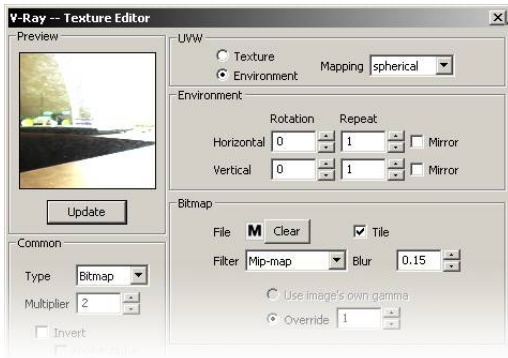 V-Ray -- Texture Editor
Preview
Update
Common
Type Bitmap
Multiplier 2
Invert
UVW
Texture
Environment
Mapping spherical
Environment
Rotation Repeat
Horizontal 0 1 Mirror
Vertical 0 1 Mirror
Bitmap
File M Clear Tile
Filter Mip-map Blur 0.15
Use image's own gamma
Override 1